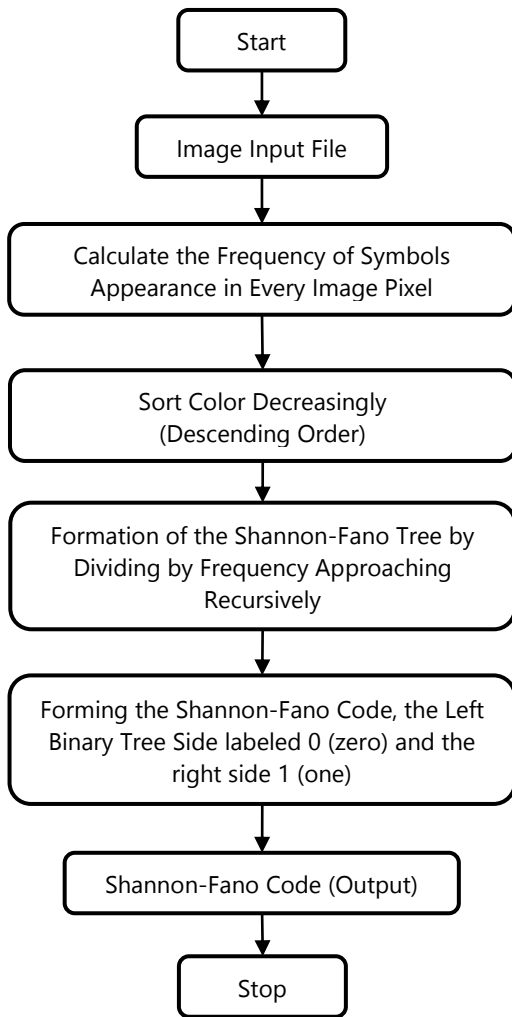 Start
Image Input File
Calculate the Frequency of Symbols
Appearance in Every Image Pixel
Sort Color Decreasingly
(Descending Order)
Formation of the Shannon-Fano Tree by
Dividing by Frequency Approaching
Recursively
Forming the Shannon-Fano Code, the Left
Binary Tree Side labeled 0 (zero) and the
right side 1 (one)
Shannon-Fano Code (Output)
Stop